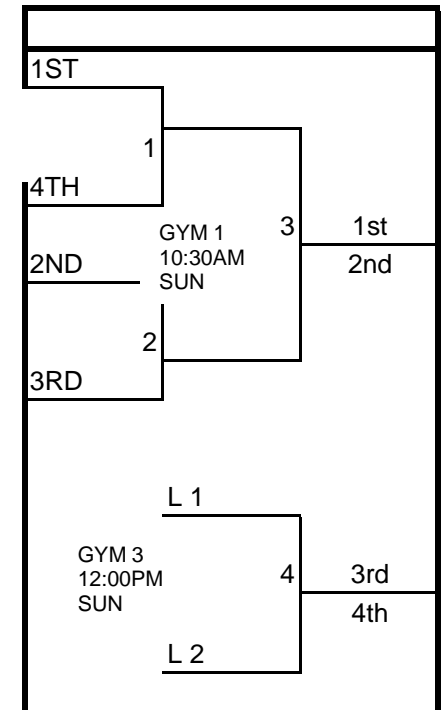 1ST
1
4TH
GYM 1
10:30AM
SUN
3
1st
2nd
2ND
2
3RD
L 1
GYM 3
12:00PM
SUN
4
3rd
4th
L 2